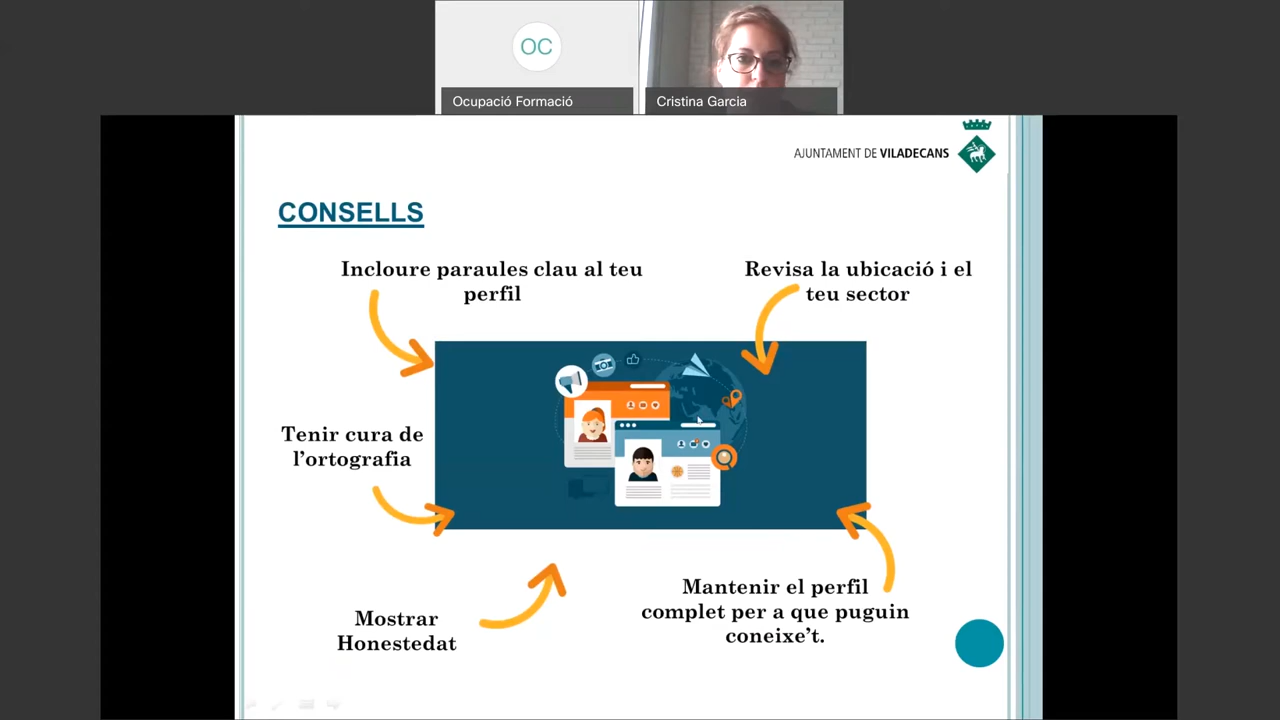 OC
Ocupació Formació
Cristina Garcia
AJUNTAMENT DE VILADECANS
CONSELLS
Incloure paraules clau al teu
perfil
Revisa la ubicació i el
teu sector
Tenir cura de
l’ortografia
Mostrar
Honestedat
Mantenir el perfil
complet per a que puguin
coneixe’t.